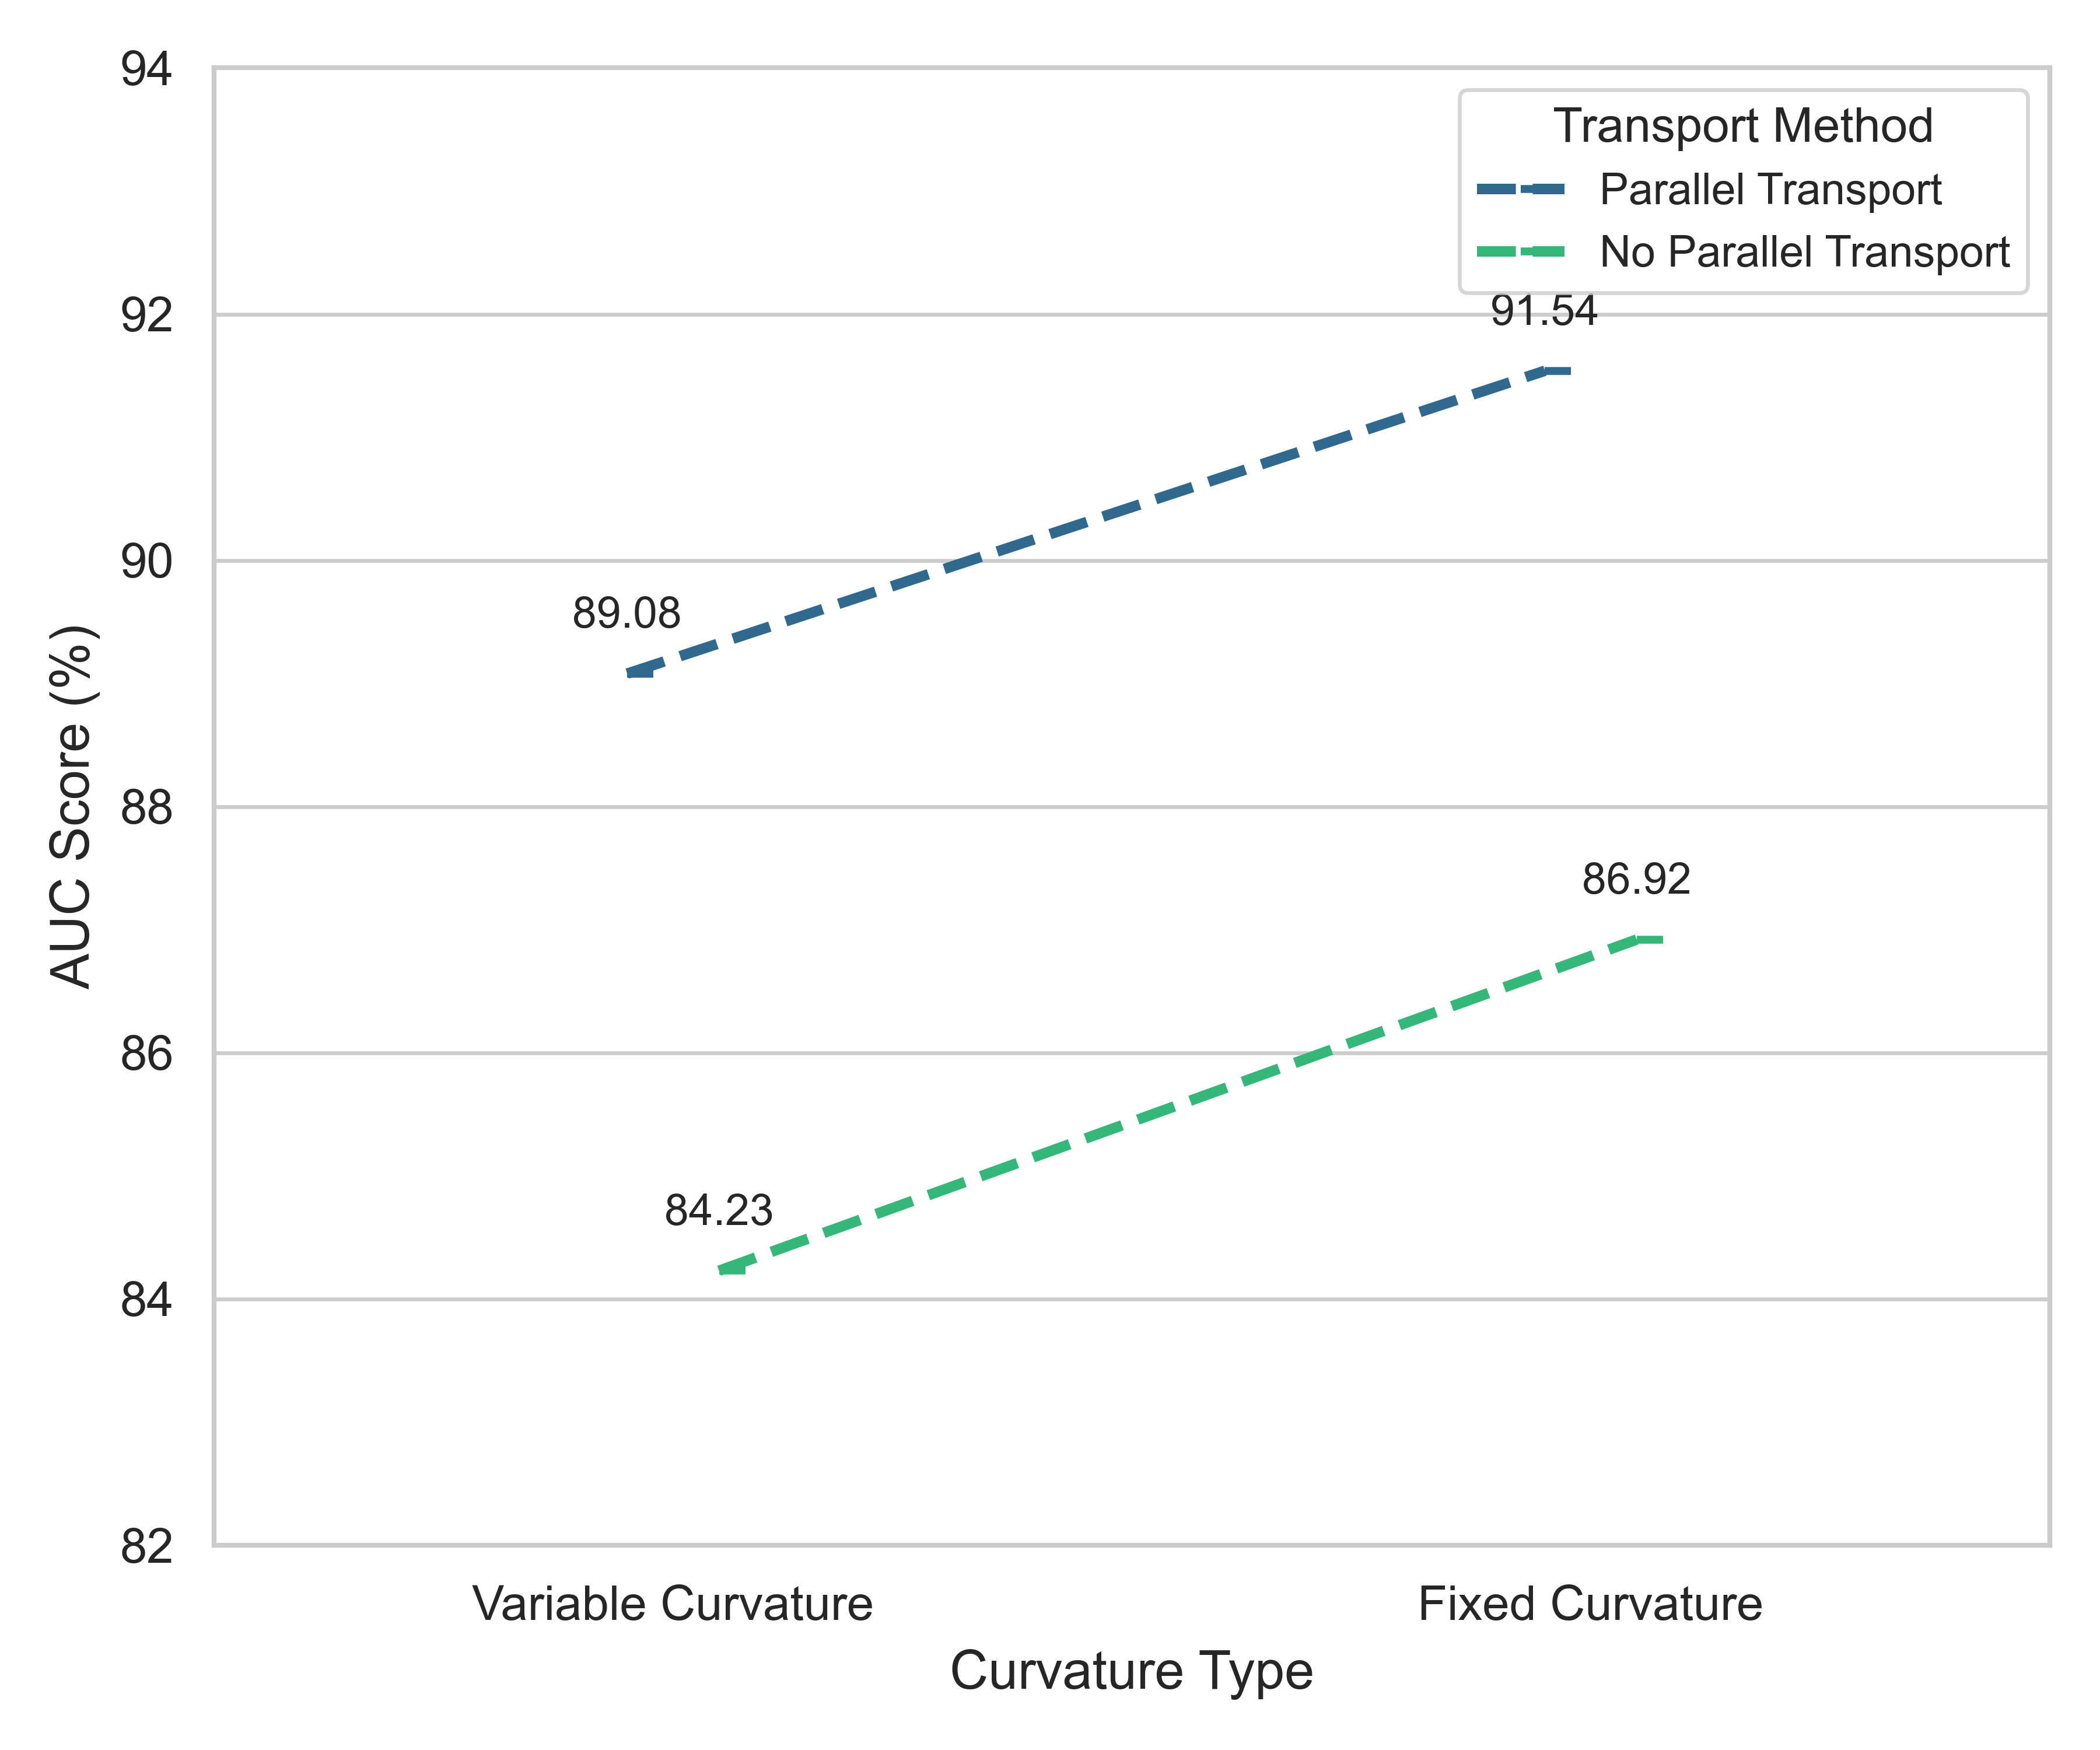 94
Transport Method
Parallel Transport
No Parallel Transport
92
91.54
90
89.08
88
86.92
AUC Score (%)
86
84.23
84
82
Variable Curvature
Fixed Curvature
Curvature Type